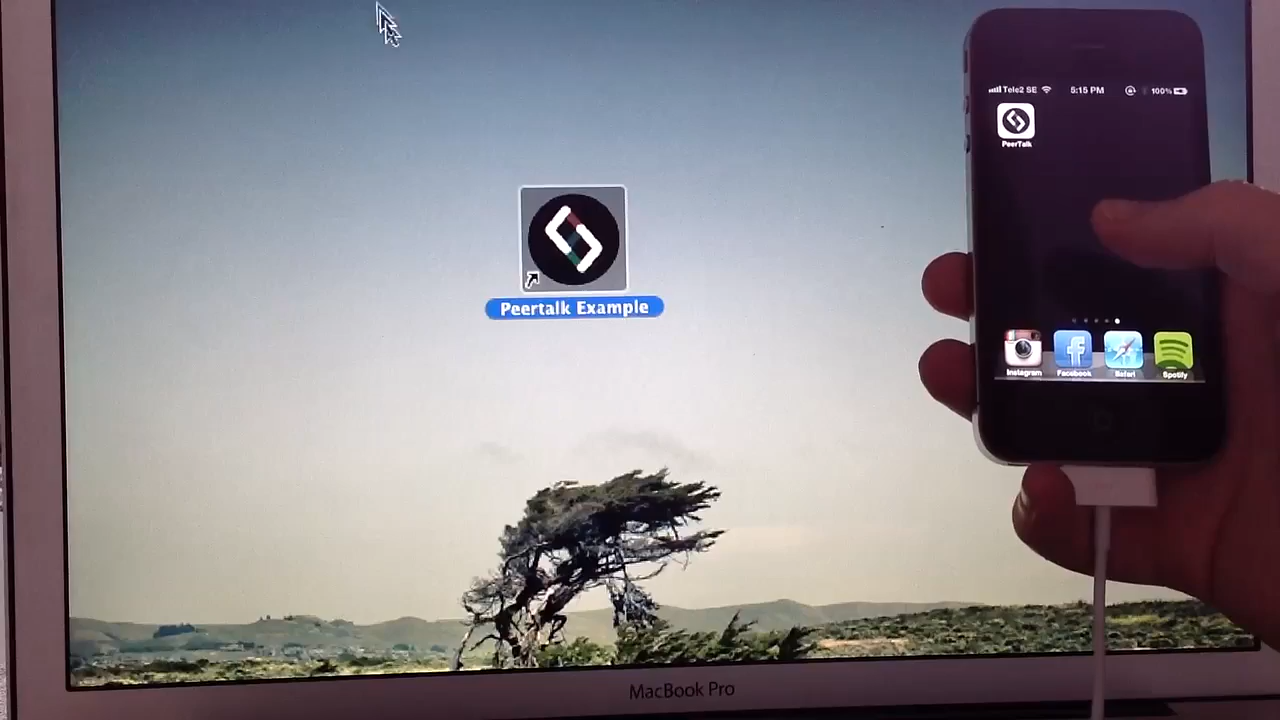 Tele2 SE 5:15 PM 100%
PeerTalk
Peertalk Example
Instagram Facebook Safari Spotify
MacBook Pro